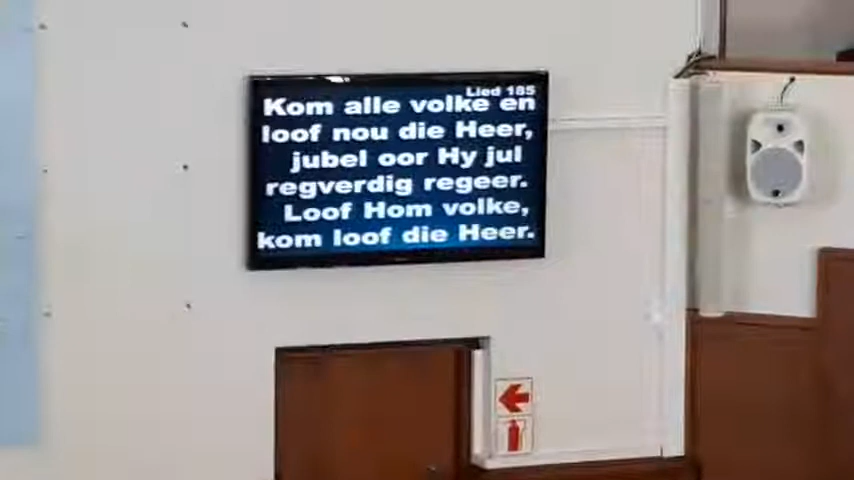 Lied 185
Kom alle volke en
loof nou die Heer,
jubel oor Hy jul
regverdig regeer.
Loof Hom volke,
kom loof die Heer.